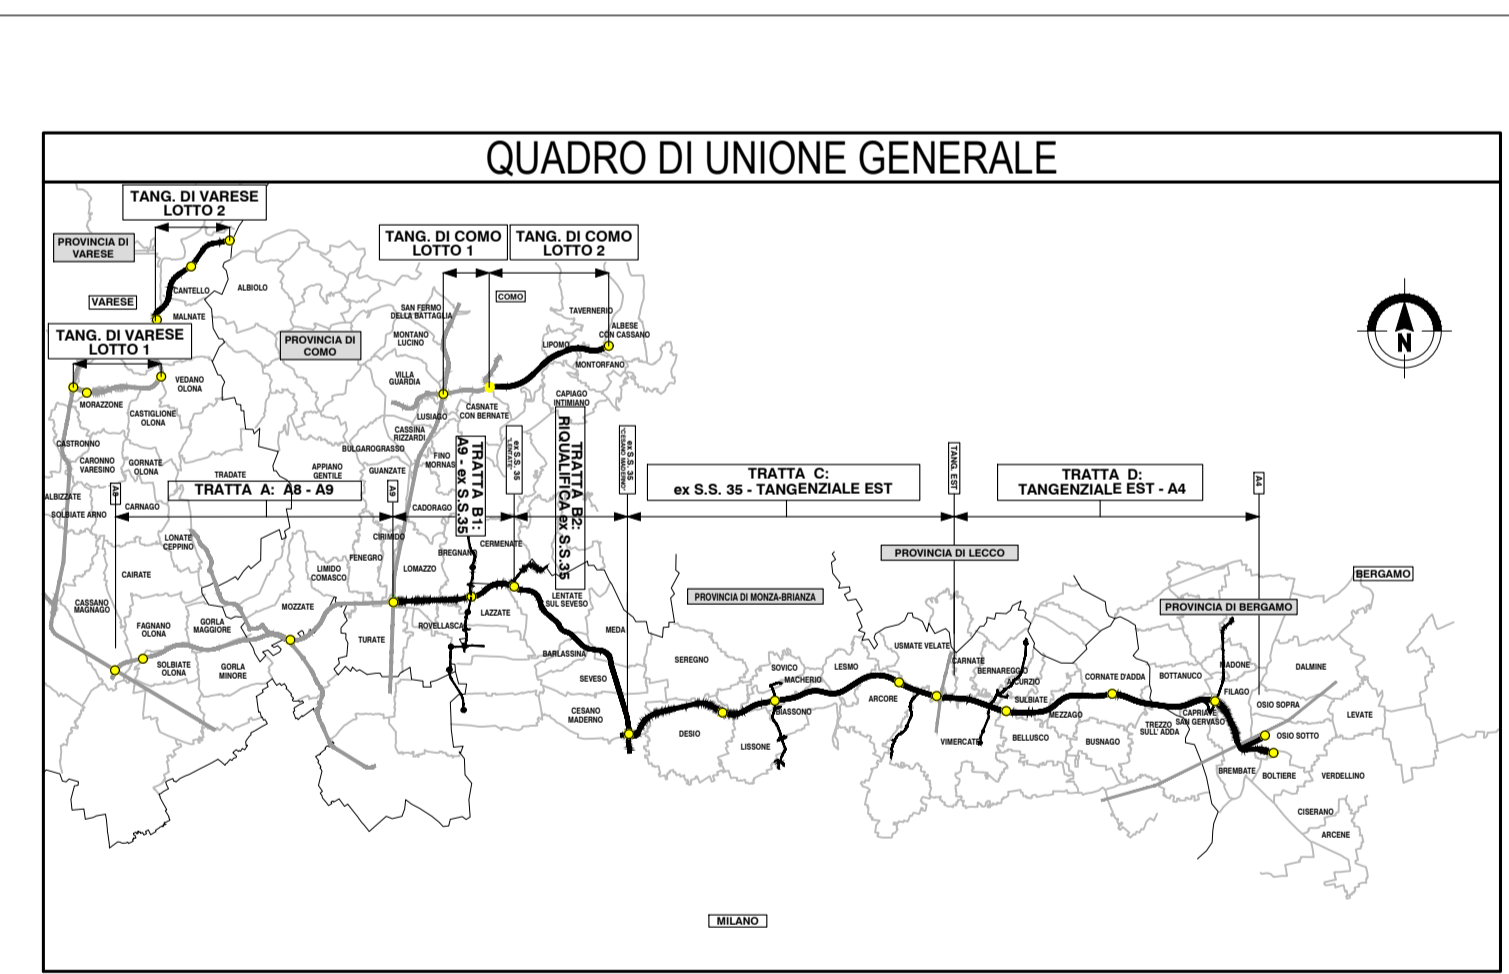 QUADRO DI UNIONE GENERALE
TANG. DI VARESE
LOTTO 2
PROVINCIA DI
VARESE
TANG. DI COMO
LOTTO 1
TANG. DI COMO
LOTTO 2
CANTELLO
ALBIOLO
VARESE
MALNATE
COMO
SAN FERMO
DELLA BATTAGLIA
TAVERNERIO
ALBESE
CON CASSANO
TANG. DI VARESE
LOTTO 1
PROVINCIA DI
COMO
MONTANO
LUCINO
LIPOMO
MONTORFANO
N
VEDANO
OLONA
VILLA
GUARDIA
MORAZZONE
CASTIGLIONE
OLONA
LUSIAGO
CASNATE
CON BERNATE
CAPIAGO
INTIMIANO
CASSINA
RIZZARDI
CASTRONNO
BULGAROGRASSO
CARONNO
VARESINO
GORNATE
OLONA
TRADATE
APPIANO
GENTILE
GUANZATE
FINO
MORNAS
TRATTA B1:
A9 - ex S.S.35
ex S.S. 35
TRATTA B2:
RIQUALIFICA ex S.S.35
ex S.S. 35
"CESANO MADERNO"
TANG. EST
TRATTA C:
ex S.S. 35 - TANGENZIALE EST
TRATTA D:
TANGENZIALE EST - A4
A4
A8
TRATTA A: A8 - A9
A9
ALBIZZATE
SOLBIATE ARNO
CARNAGO
CADORAGO
LONATE
CEPPINO
CIRIMIDO
FENEGRO
BREGNANO
CERMENATE
PROVINCIA DI LECCO
CAIRATE
LIMIDO
COMASCO
LOMAZZO
BERGAMO
CASSANO
MAGNAGO
MOZZATE
LAZZATE
LENTATE
SUL SEVESO
PROVINCIA DI MONZA-BRIANZA
PROVINCIA DI BERGAMO
FAGNANO
OLONA
GORLA
MAGGIORE
TURATE
ROVELLASCA
MEDA
SOLBIATE
OLONA
GORLA
MINORE
BARLASSINA
SEREGNO
SOVICO
MACHERIO
LESMO
USMATE VELATE
CARNATE
BERNAREGGIO
AICURZIO
CORNATE D'ADDA
BOTTANUCO
MADONE
DALMINE
SEVESO
FILAGO
ARCORE
SULBIATE
OSIO SOPRA
CESANO
MADERNO
BIASSONO
MEZZAGO
CAPRIATE
SAN GERVASO
LEVATE
DESIO
LISSONE
VIMERCATE
BELLUSCO
BUSNAGO
TREZZO
SULL' ADDA
OSIO SOTTO
BREMBATE
BOLTIERE
VERDELLINO
CISERANO
ARCENE
MILANO